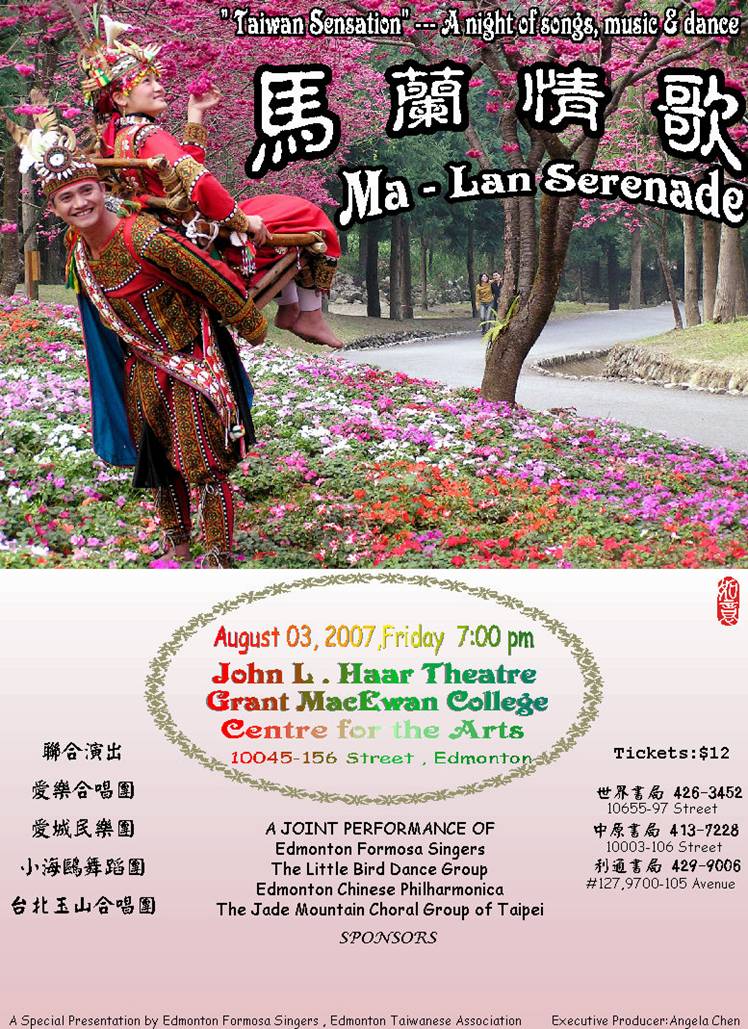 " Taiwan Sensation" --- A night of songs, music & dance
馬蘭情歌
Ma - Lan Serenade
如意
August 03, 2007,Friday 7:00 pm
John L . Haar Theatre
Grant MacEwan College
Centre for the Arts
10045-156 Street , Edmonton
聯合演出
愛樂合唱團
愛城民樂團
小海鷗舞蹈團
台北玉山合唱團
A JOINT PERFORMANCE OF
Edmonton Formosa Singers
The Little Bird Dance Group
Edmonton Chinese Philharmonica
The Jade Mountain Choral Group of Taipei
SPONSORS
Tickets:$12
世界書局 426-3452
10655-97 Street
中原書局 413-7228
10003-106 Street
利通書局 429-9006
#127,9700-105 Avenue
A Special Presentation by Edmonton Formosa Singers , Edmonton Taiwanese Association
Executive Producer:Angela Chen